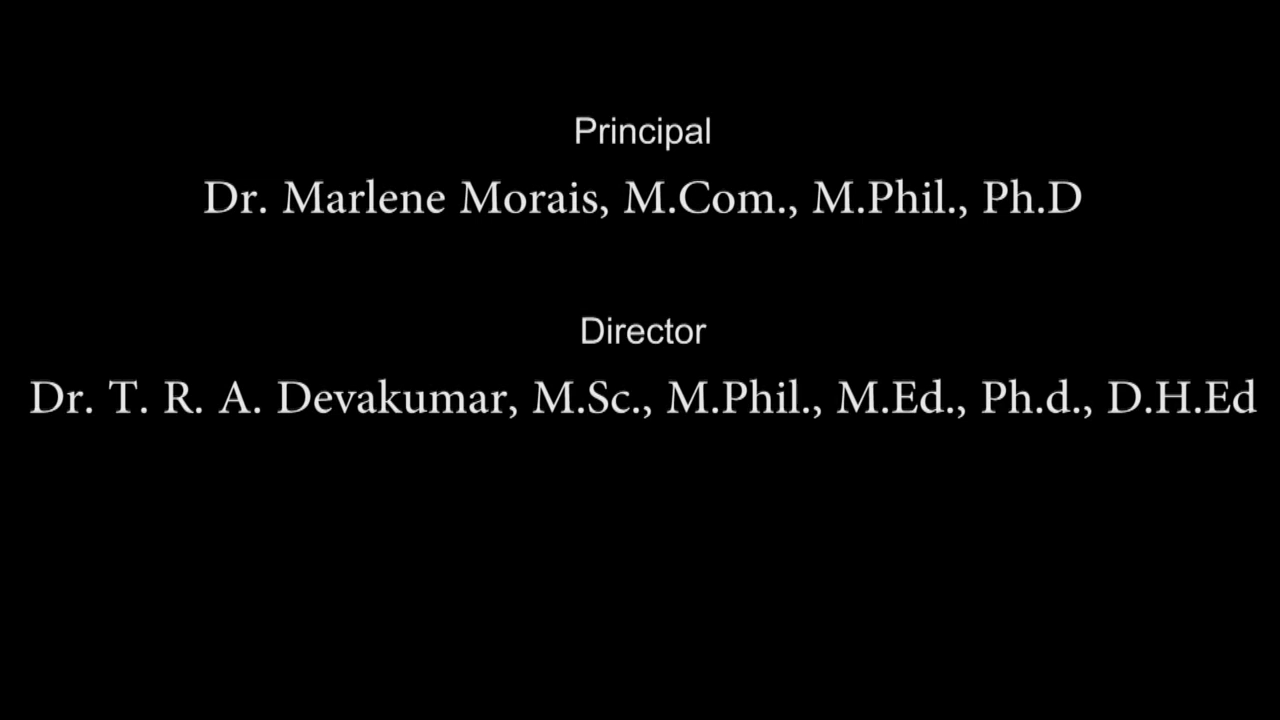 Principal
Dr. Marlene Morais, M.Com., M.Phil., Ph.D
Director
Dr. T. R. A. Devakumar, M.Sc., M.Phil., M.Ed., Ph.d., D.H.Ed